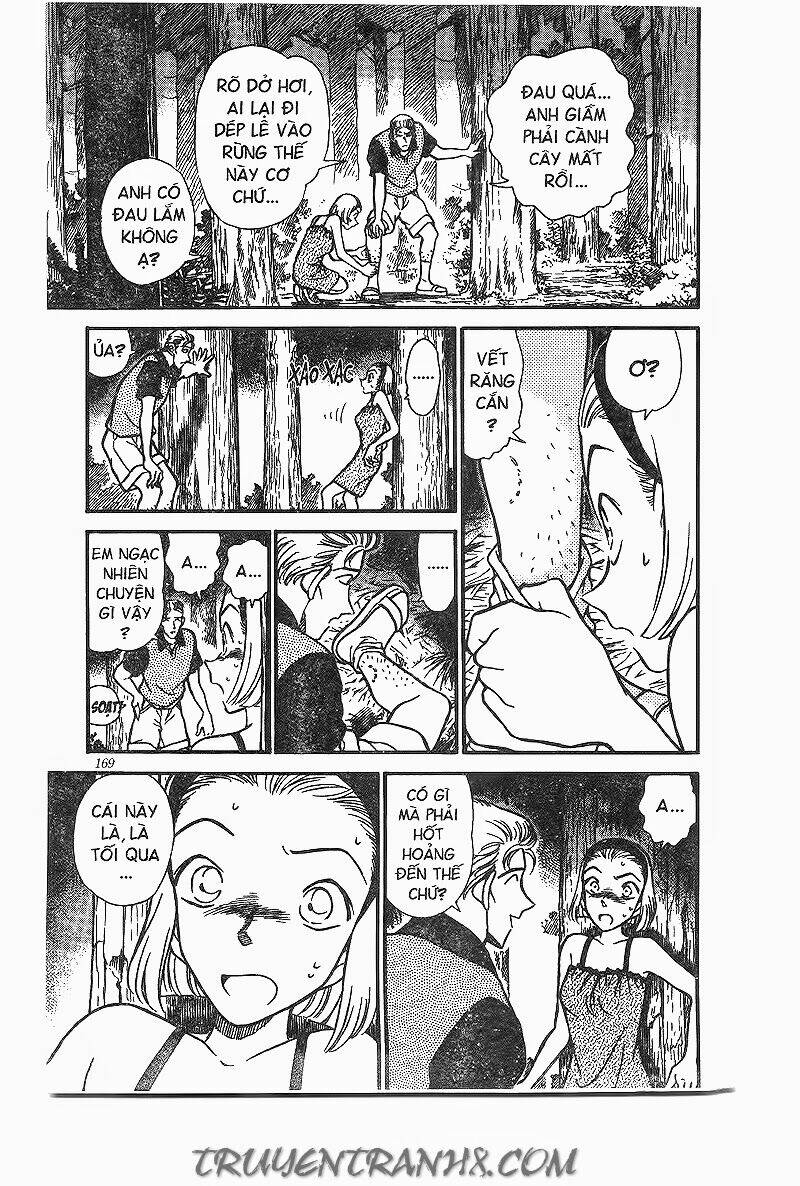 ĐAU QUÁ...
ANH GIẪM
PHẢI CÀNH
CÂY MẤT
RỒI...
RÕ DỞ HƠI,
AI LẠI ĐI
DÉP LÊ VÀO
RỪNG THẾ
NÀY CƠ
CHỨ...
ANH CÓ
ĐAU LẮM
KHÔNG
Ạ?
Ơ?
VẾT
RĂNG
CẮN
?
......
XÀO XẠC
ỦA?
......
A...
A...
EM NGẠC
NHIÊN
CHUYỆN
GÌ VẬY
?
SOẠT?
169
A...
CÓ GÌ
MÀ PHẢI
HỐT
HOẢNG
ĐẾN THẾ
CHỨ?
CÁI NÀY
LÀ, LÀ
TỐI QUA
...
TRUYENTRANH8.COM